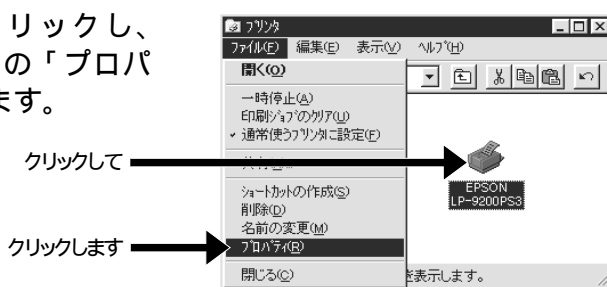 リックし、
の「プロパ
ます。
クリックして
クリックします
プリンタ
ファイル(F) 編集(E) 表示(V) ヘルプ(H)
開く(O)
一時停止(A)
印刷ジョブのクリア(U)
通常使うプリンタに設定(F)
ショートカットの作成(S)
削除(D)
名前の変更(M)
プロパティ(R)
閉じる(C)
EPSON
LP-9200PS3
を表示します。